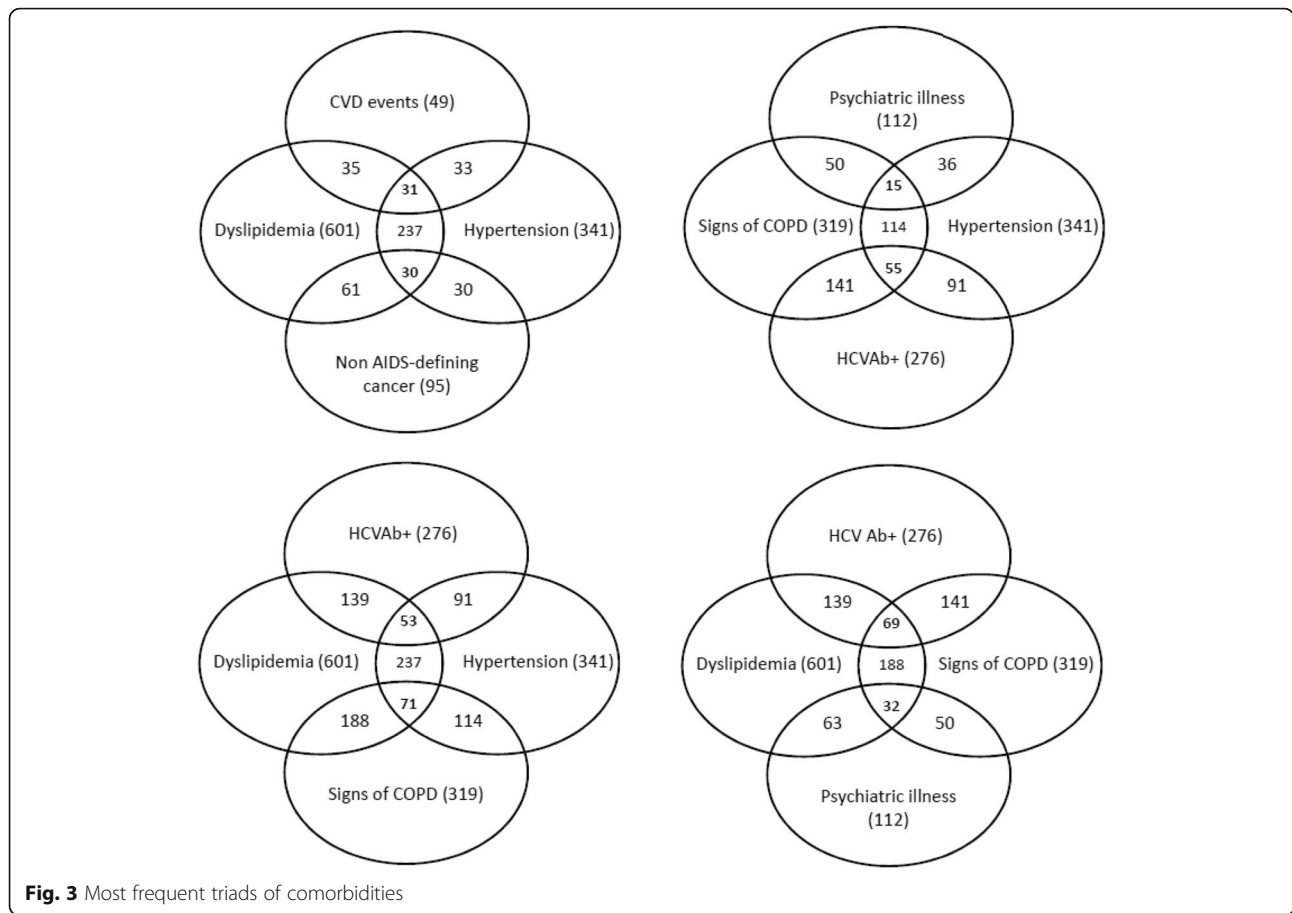 CVD events (49)
35
33
31
Dyslipidemia (601)
237
Hypertension (341)
30
61
30
Non AIDS-defining
cancer (95)
Psychiatric illness
(112)
50
36
15
Signs of COPD (319)
114
Hypertension (341)
55
141
91
HCVAb+ (276)
HCVAb+ (276)
139
91
53
Dyslipidemia (601)
237
Hypertension (341)
71
188
114
Signs of COPD (319)
HCV Ab+ (276)
139
141
69
Dyslipidemia (601)
188
Signs of COPD (319)
32
63
50
Psychiatric illness
(112)
Fig. 3 Most frequent triads of comorbidities